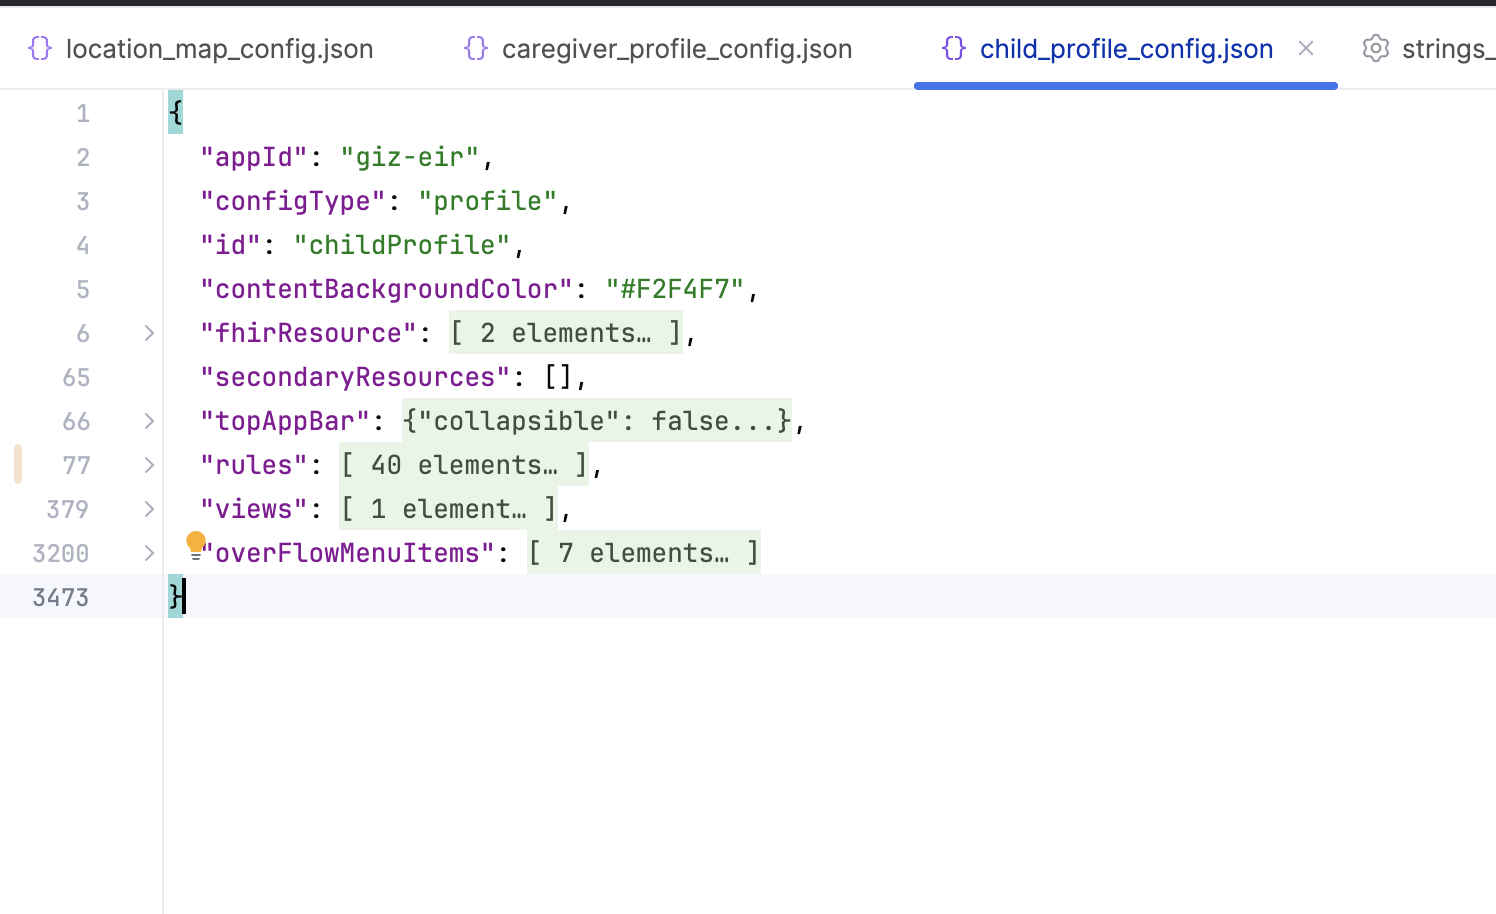 location_map_config.json caregiver_profile_config.json child_profile_config.json strings_
1 {
2 "appId": "giz-eir",
3 "configType": "profile",
4 "id": "childProfile",
5 "contentBackgroundColor": "#F2F4F7",
6 "fhirResource": [ 2 elements… ],
65 "secondaryResources": [],
66 "topAppBar": {"collapsible": false...},
77 "rules": [ 40 elements… ],
379 "views": [ 1 element… ],
3200 "overFlowMenuItems": [ 7 elements… ]
3473 }